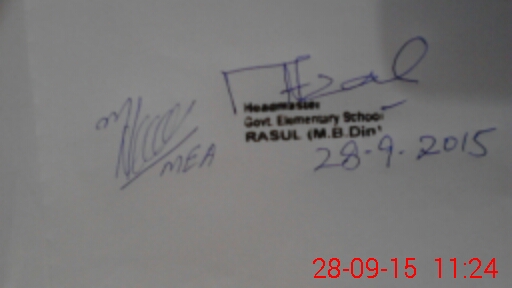 MEA
Headmaster
Govt. Elementary School
RASUL (M.B.Din)
28-9-2015
28-09-15 11:24